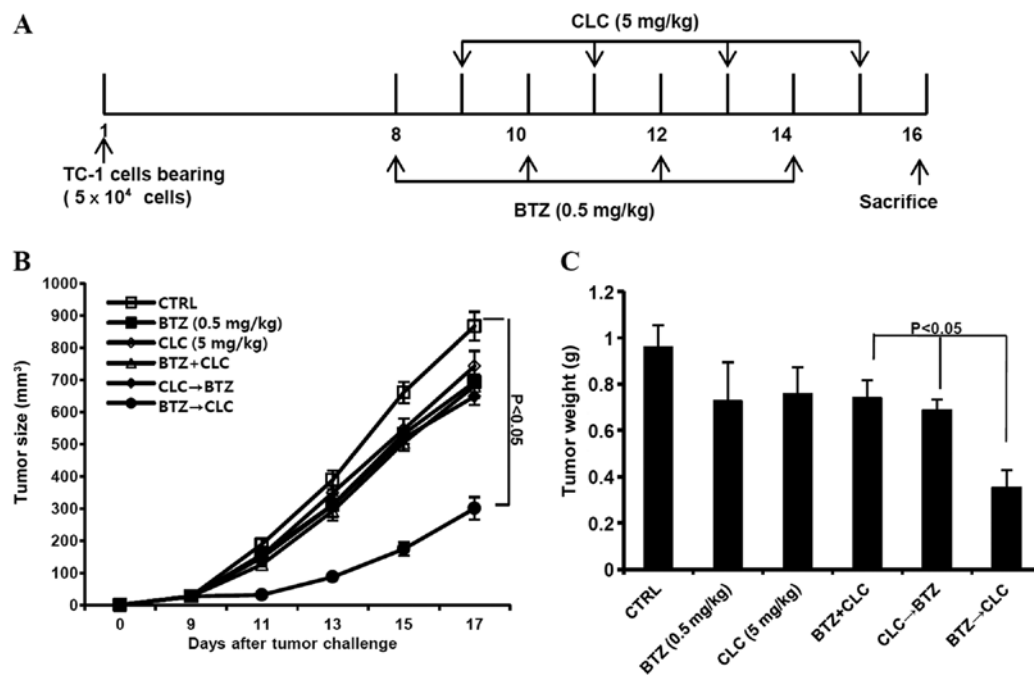 A
CLC (5 mg/kg)
1
8
10
12
14
16
TC-1 cells bearing
( 5 x 10⁴ cells)
BTZ (0.5 mg/kg)
Sacrifice
B
1000
900
800
700
600
500
400
300
200
100
0
Tumor size (mm³)
CTRL
BTZ (0.5 mg/kg)
CLC (5 mg/kg)
BTZ+CLC
CLC→BTZ
BTZ→CLC
P<0.05
0
9
11
13
15
17
Days after tumor challenge
C
1.2
1
0.8
0.6
0.4
0.2
0
Tumor weight (g)
P<0.05
CTRL
BTZ (0.5 mg/kg)
CLC (5 mg/kg)
BTZ+CLC
CLC→BTZ
BTZ→CLC